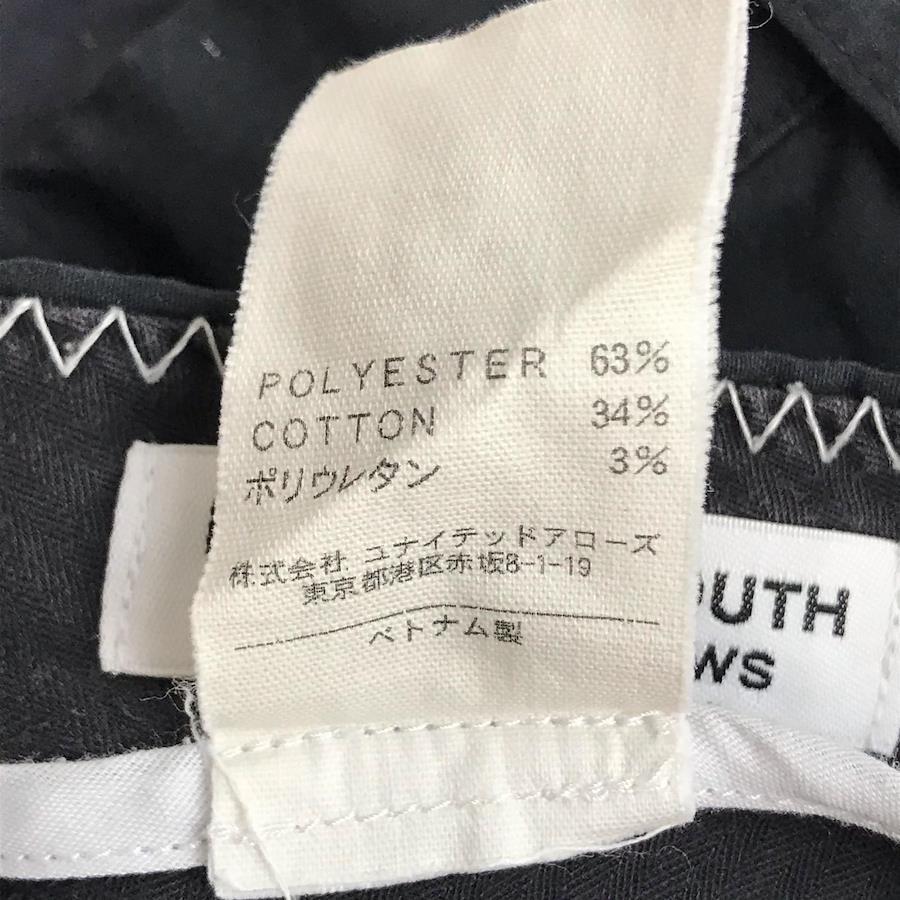 POLYESTER 63%
COTTON 34%
ポリウレタン 3%
株式会社 ユナイテッドアローズ
東京都港区赤坂8-1-19
ベトナム製
OUTH
WS